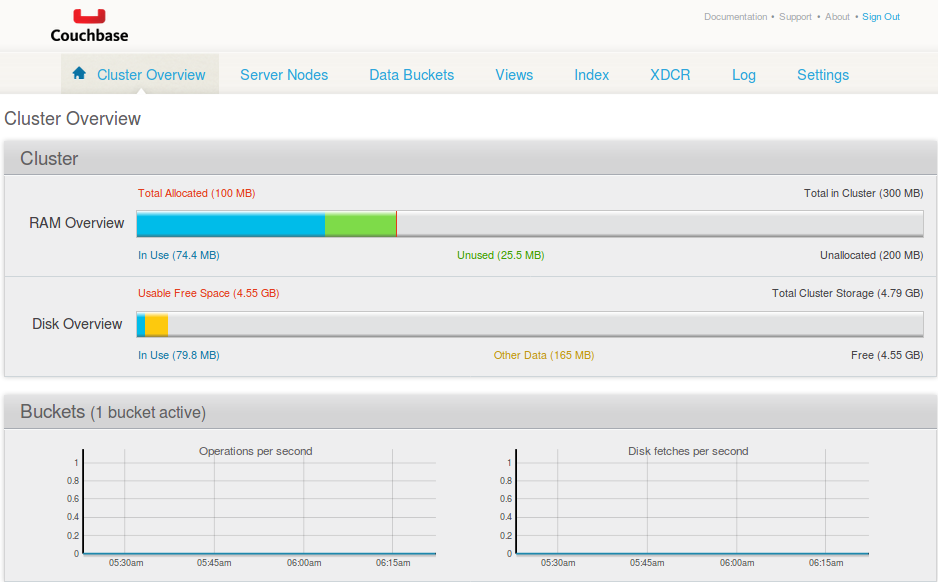 Couchbase
Documentation • Support • About • Sign Out
Cluster Overview Server Nodes Data Buckets Views Index XDCR Log Settings
Cluster Overview
Cluster
Total Allocated (100 MB) Total in Cluster (300 MB)
RAM Overview
In Use (74.4 MB) Unused (25.5 MB) Unallocated (200 MB)
Usable Free Space (4.55 GB) Total Cluster Storage (4.79 GB)
Disk Overview
In Use (79.8 MB) Other Data (165 MB) Free (4.55 GB)
Buckets (1 bucket active)
Operations per second
1
0.8
0.6
0.4
0.2
0
05:30am 05:45am 06:00am 06:15am
Disk fetches per second
1
0.8
0.6
0.4
0.2
0
05:30am 05:45am 06:00am 06:15am